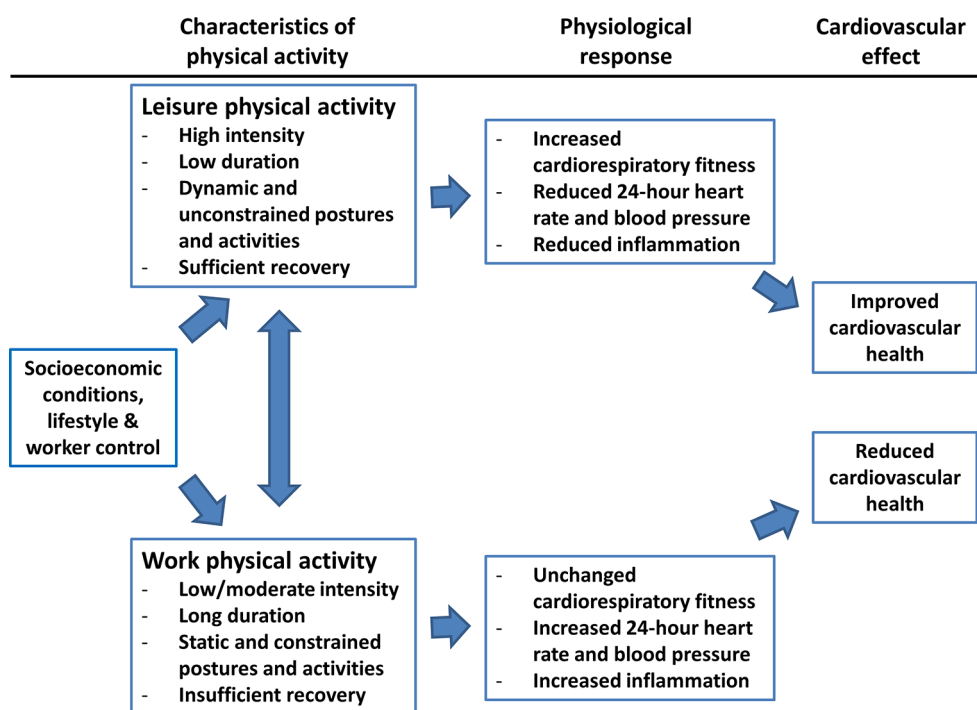 Characteristics of
physical activity
Physiological
response
Cardiovascular
effect
Leisure physical activity
- High intensity
- Low duration
- Dynamic and
unconstrained postures
and activities
- Sufficient recovery
- Increased
cardiorespiratory fitness
- Reduced 24-hour heart
rate and blood pressure
- Reduced inflammation
Improved
cardiovascular
health
Socioeconomic
conditions,
lifestyle &
worker control
Reduced
cardiovascular
health
Work physical activity
- Low/moderate intensity
- Long duration
- Static and constrained
postures and activities
- Insufficient recovery
- Unchanged
cardiorespiratory fitness
- Increased 24-hour heart
rate and blood pressure
- Increased inflammation